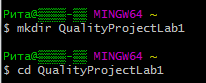 Рита@▒▒▒▒-▒▒ MINGW64 ~
$ mkdir QualityProjectLab1
Рита@▒▒▒▒-▒▒ MINGW64 ~
$ cd QualityProjectLab1